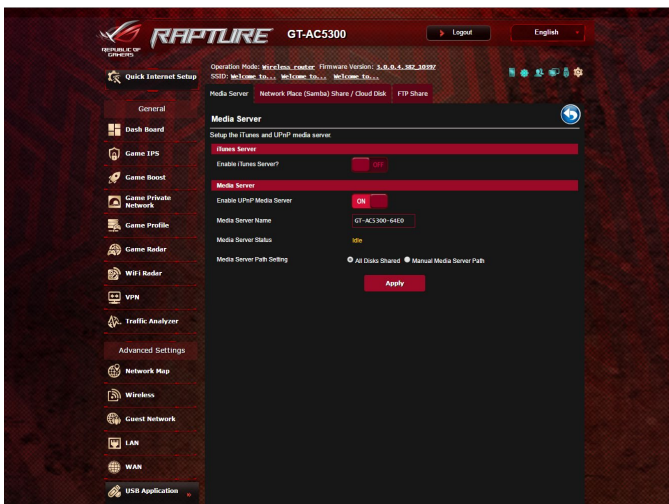 REPUBLIC OF
GAMERS
RAPTURE
GT-AC5300
Logout
English
Operation Mode: Wireless router Firmware Version: 3.0.0.4.382_10397
SSID: Welcome to... Welcome to... Welcome to...
Quick Internet Setup
General
Dash Board
Game IPS
Game Boost
Game Private
Network
Game Profile
Game Radar
WiFi Radar
VPN
Traffic Analyzer
Advanced Settings
Network Map
Wireless
Guest Network
LAN
WAN
USB Application
Media Server Network Place (Samba) Share / Cloud Disk FTP Share
Media Server
Setup the iTunes and UPnP media server.
iTunes Server
Enable iTunes Server? OFF
Media Server
Enable UPnP Media Server ON
Media Server Name GT-AC5300-64E0
Media Server Status Idle
Media Server Path Setting All Disks Shared Manual Media Server Path
Apply